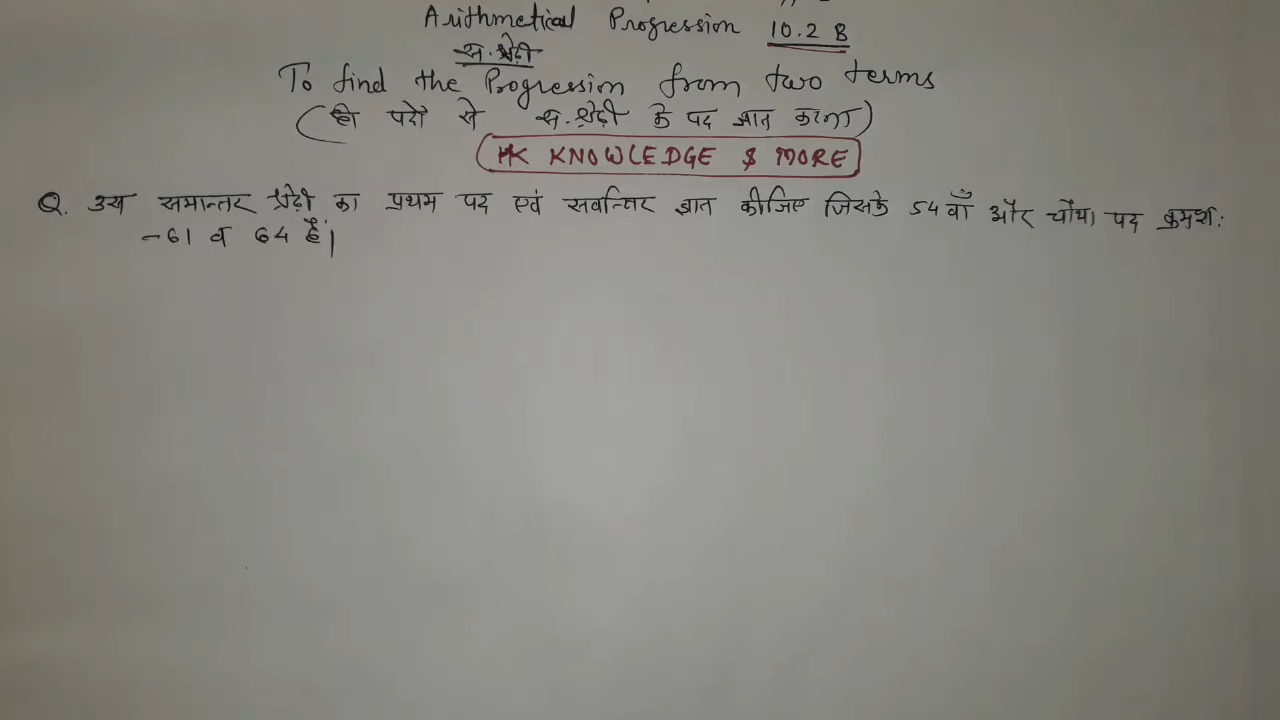 Arithmetical Progression 10.2 B
स. श्रेढ़ी
To find the Progression from two terms
(दो पदों से स. श्रेढ़ी के पद ज्ञात करना)
HK KNOWLEDGE $ MORE
Q. उस समान्तर श्रेढ़ी का प्रथम पद एवं सर्वान्तर ज्ञात कीजिए जिसके 54 वाँ और चौथा पद क्रमशः
-61 व 64 हैं।